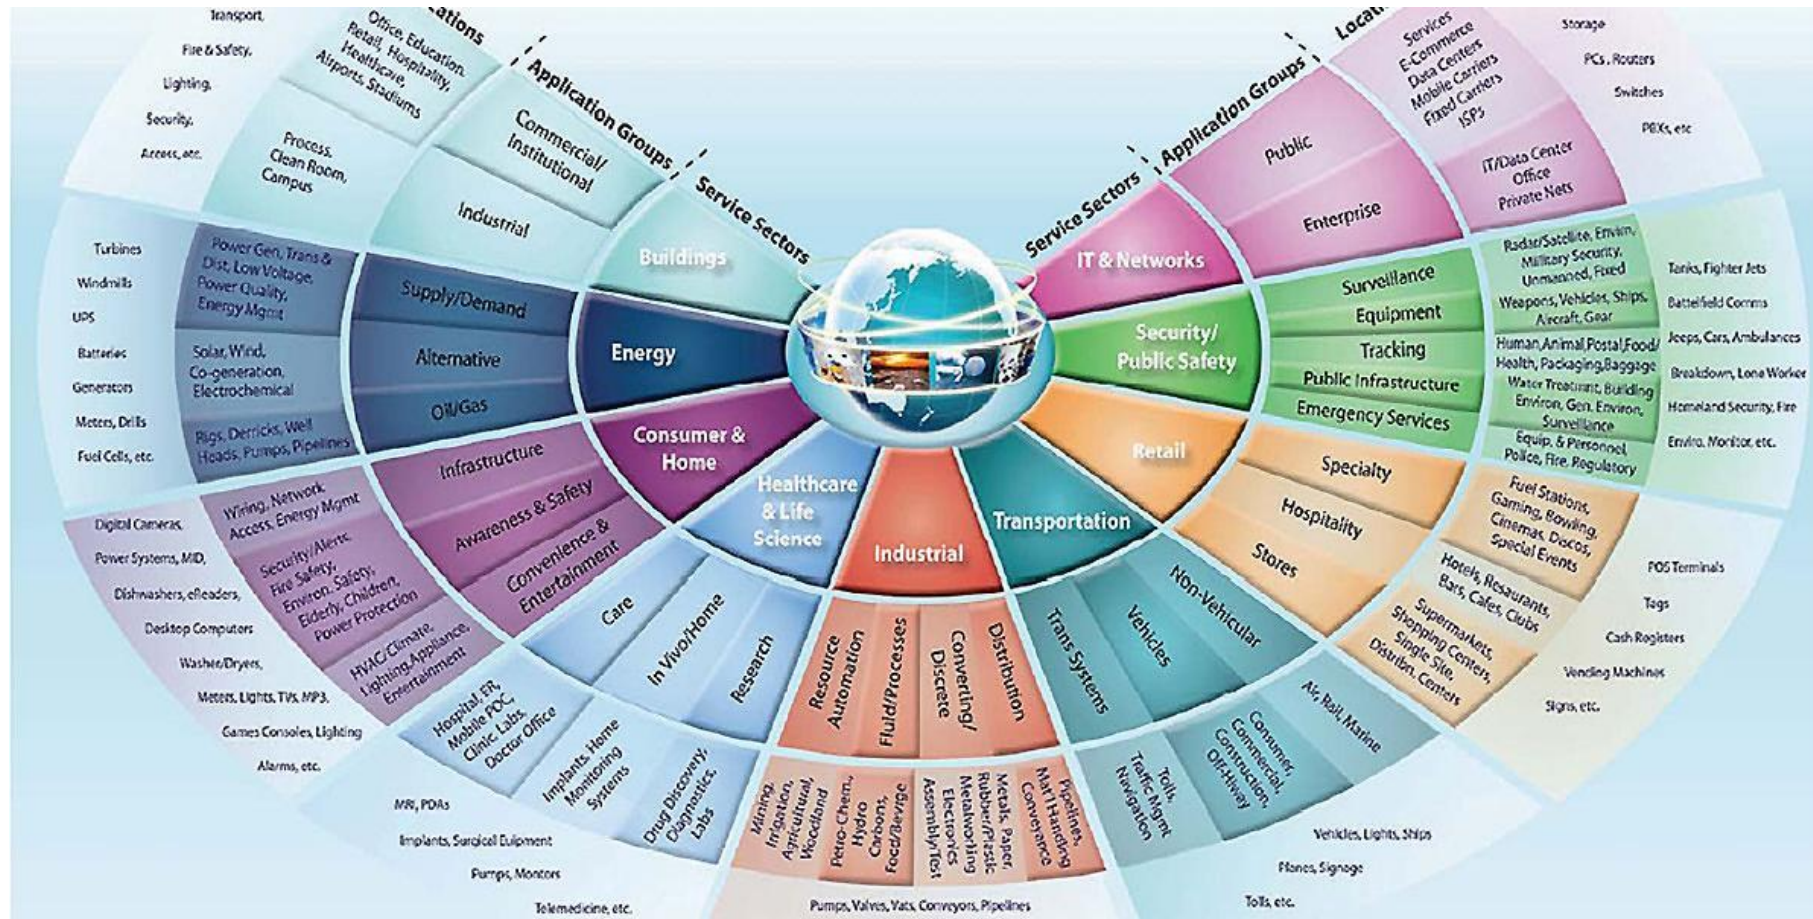 Transport,
Fire & Safety,
Lighting,
Security,
Access, etc.
Office, Education,
Retail, Hospitality,
Healthcare,
Airports, Stadiums
Process,
Clean Room,
Campus
Application Groups
Commercial/
Institutional
Industrial
Service Sectors
Buildings
Turbines
Windmills
UPS
Batteries
Generators
Meters, Drills
Fuel Cells, etc.
Power Gen, Trans &
Dist, Low Voltage,
Power Quality,
Energy Mgmt
Solar, Wind,
Co-generation,
Electrochemical
Rigs, Derricks, Well
Heads, Pumps, Pipelines
Supply/Demand
Alternative
Oil/Gas
Energy
Digital Cameras,
Power Systems, MID,
Dishwashers, eReaders,
Desktop Computers
Washer/Dryers,
Meters, Lights, TVs, MP3,
Games Consoles, Lighting
Alarms, etc.
Wiring, Network
Access, Energy Mgmt
Security/Alerts,
Fire Safety,
Environ. Safety,
Elderly, Children,
Power Protection
HVAC/Climate,
Lighting, Appliance,
Entertainment
Infrastructure
Awareness & Safety
Convenience &
Entertainment
Consumer &
Home
MRI, PDAs
Implants, Surgical Euipment
Pumps, Montors
Telemedicine, etc.
Hospital, ER,
Mobile POC,
Clinic, Labs,
Doctor Office
Implants, Home
Monitoring
Systems
Drug Discovery,
Diagnostics,
Labs
Care
In Vivo/Home
Research
Healthcare
& Life
Science
Industrial
Resource
Automation
Fluid/Processes
Converting/
Discrete
Distribution
Mining,
Irrigation,
Agricultural,
Woodland
Petro-Chem.,
Hydro
Carbons,
Food/Bevrge
Metals, Paper,
Rubber/Plastic
Metalworking
Electronics
Assembly/Test
Pipelines,
Mat'l Handling
Conveyance
Pumps, Valves, Vats, Conveyors, Pipelines
Transportation
Trans Systems
Vehicles
Non-Vehicular
Tolls,
Traffic Mgmt
Navigation
Consumer,
Commercial,
Construction,
Off-Hway
Air, Rail, Marine
Vehicles, Lights, Ships
Planes, Signage
Tolls, etc.
Retail
Specialty
Hospitality
Stores
Fuel Stations,
Gaming, Bowling,
Cinemas, Discos,
Special Events
Hotels, Resaurants,
Bars, Cafes, Clubs
Supermarkets,
Shopping Centers,
Single Site,
Distribn. Centers
POS Terminals
Tags
Cash Registers
Vending Machines
Signs, etc.
Security/
Public Safety
Surveillance
Equipment
Tracking
Public Infrastructure
Emergency Services
Radar/Satellite, Envirn,
Military Security,
Unmanned, Fixed
Weapons, Vehicles, Ships,
Aircraft, Gear
Human, Animal, Postal, Food/
Health, Packaging, Baggage
Water Treatmnt, Building
Environ, Gen. Environ,
Surveillance
Equip. & Personnel,
Police, Fire, Regulatory
Tanks, Fighter Jets
Battelfield Comms
Jeeps, Cars, Ambulances
Breakdown, Lone Worker
Homeland Security, Fire
Enviro. Monitor, etc.
Service Sectors
IT & Networks
Application Groups
Public
Enterprise
Services
E-Commerce
Data Centers
Mobile Carriers
Fixed Carriers
ISPs
IT/Data Center
Office
Private Nets
Storage
PCs, Routers
Switches
PBXs, etc